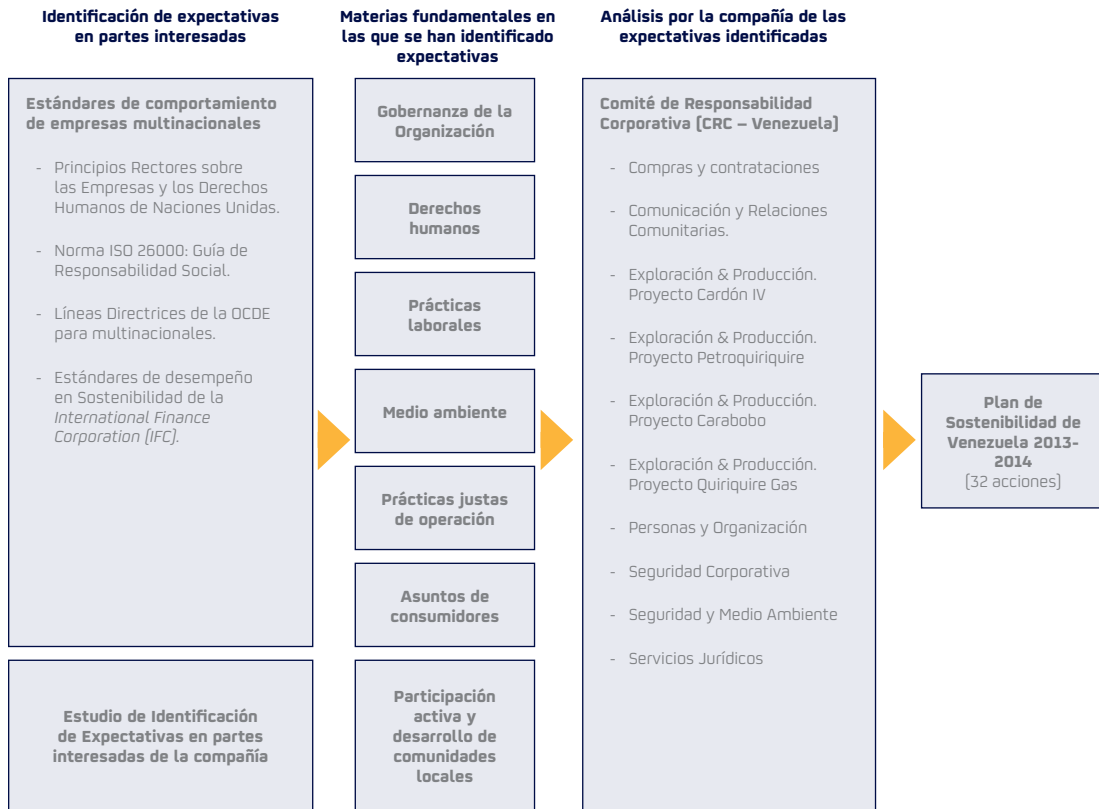 Identificación de expectativas
en partes interesadas
Estándares de comportamiento
de empresas multinacionales
- Principios Rectores sobre
las Empresas y los Derechos
Humanos de Naciones Unidas.
- Norma ISO 26000: Guía de
Responsabilidad Social.
- Líneas Directrices de la OCDE
para multinacionales.
- Estándares de desempeño
en Sostenibilidad de la
International Finance
Corporation (IFC).
Estudio de Identificación
de Expectativas en partes
interesadas de la compañía
Materias fundamentales en
las que se han identificado
expectativas
Gobernanza de la
Organización
Derechos
humanos
Prácticas
laborales
Medio ambiente
Prácticas justas
de operación
Asuntos de
consumidores
Participación
activa y
desarrollo de
comunidades
locales
Análisis por la compañía de las
expectativas identificadas
Comité de Responsabilidad
Corporativa (CRC – Venezuela)
- Compras y contrataciones
- Comunicación y Relaciones
Comunitarias.
- Exploración & Producción.
Proyecto Cardón IV
- Exploración & Producción.
Proyecto Petroquiriquire
- Exploración & Producción.
Proyecto Carabobo
- Exploración & Producción.
Proyecto Quiriquire Gas
- Personas y Organización
- Seguridad Corporativa
- Seguridad y Medio Ambiente
- Servicios Jurídicos
Plan de
Sostenibilidad de
Venezuela 2013-
2014
(32 acciones)